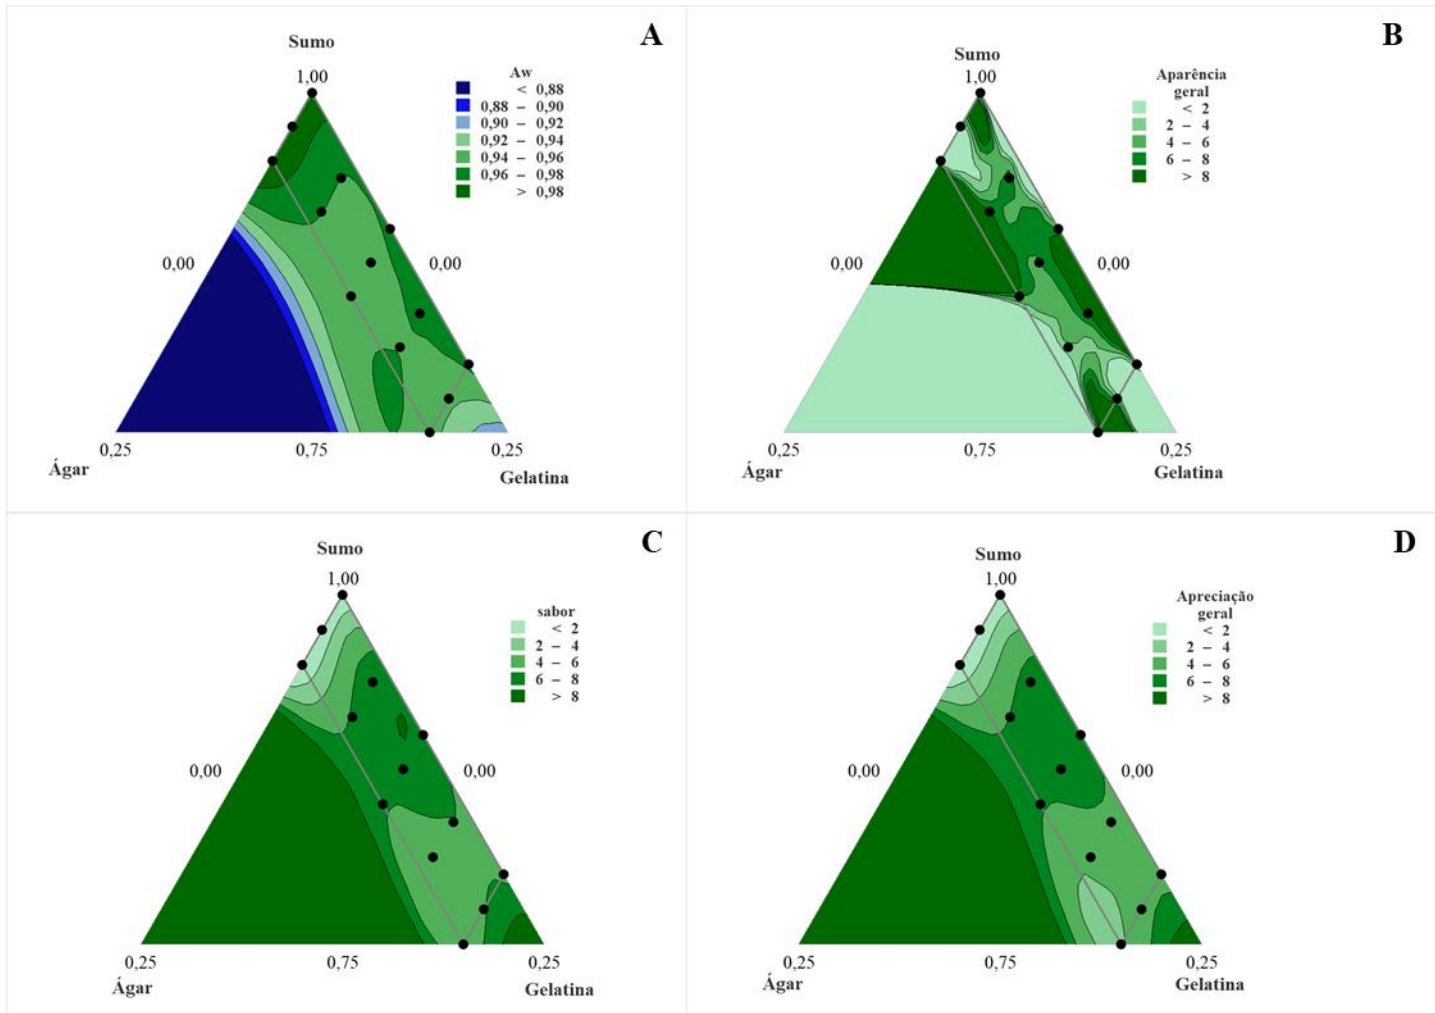 A
Sumo
1,00
Aw
< 0,88
0,88 – 0,90
0,90 – 0,92
0,92 – 0,94
0,94 – 0,96
0,96 – 0,98
> 0,98
0,00
0,00
0,25
0,75
0,25
Ágar
Gelatina
B
Sumo
1,00
Aparência
geral
< 2
2 – 4
4 – 6
6 – 8
> 8
0,00
0,00
0,25
0,75
0,25
Ágar
Gelatina
C
Sumo
1,00
sabor
< 2
2 – 4
4 – 6
6 – 8
> 8
0,00
0,00
0,25
0,75
0,25
Ágar
Gelatina
D
Sumo
1,00
Apreciação
geral
< 2
2 – 4
4 – 6
6 – 8
> 8
0,00
0,00
0,25
0,75
0,25
Ágar
Gelatina